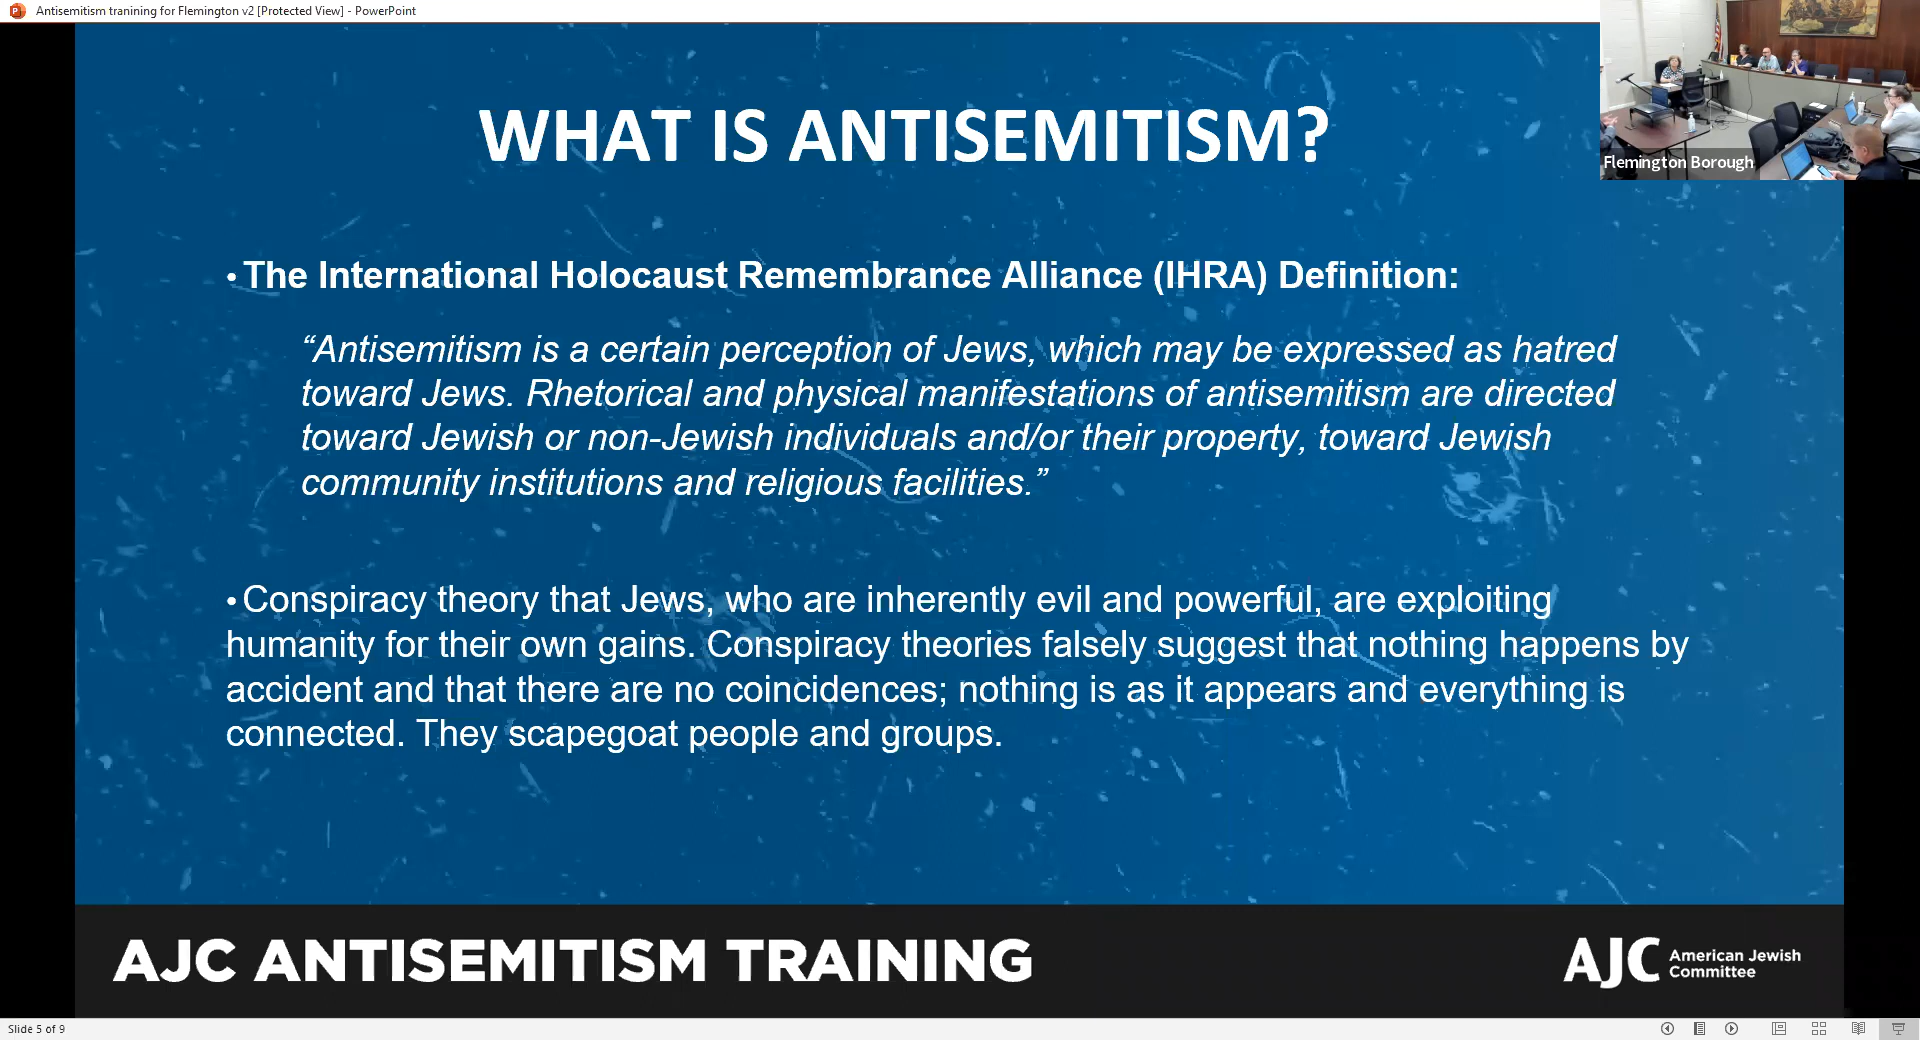 Antisemitism tranining for Flemington v2 [Protected View] - PowerPoint
Flemington Borough
WHAT IS ANTISEMITISM?
• The International Holocaust Remembrance Alliance (IHRA) Definition:
“Antisemitism is a certain perception of Jews, which may be expressed as hatred
toward Jews. Rhetorical and physical manifestations of antisemitism are directed
toward Jewish or non-Jewish individuals and/or their property, toward Jewish
community institutions and religious facilities.”
• Conspiracy theory that Jews, who are inherently evil and powerful, are exploiting
humanity for their own gains. Conspiracy theories falsely suggest that nothing happens by
accident and that there are no coincidences; nothing is as it appears and everything is
connected. They scapegoat people and groups.
AJC ANTISEMITISM TRAINING
AJC American Jewish
Committee
Slide 5 of 9